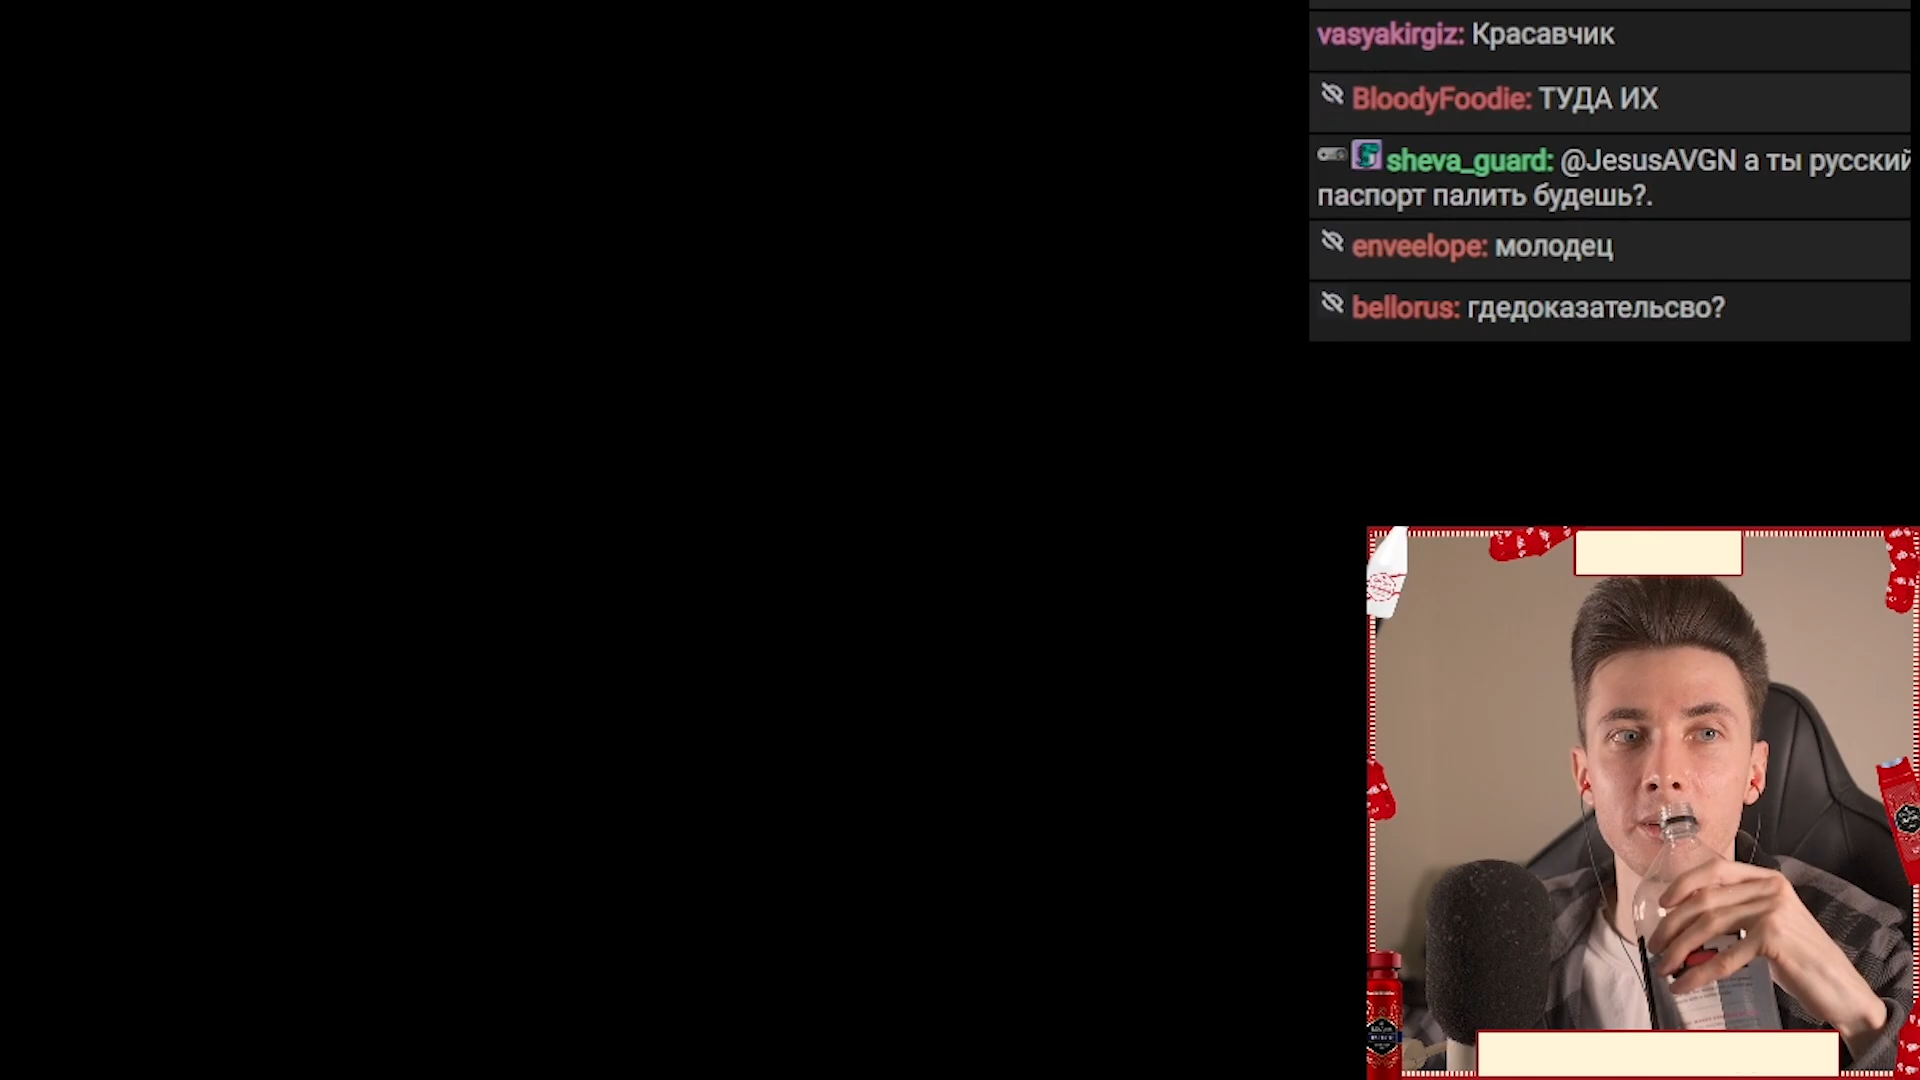 vasyakirgiz: Красавчик
BloodyFoodie: ТУДА ИХ
sheva_guard: @JesusAVGN а ты русский
паспорт палить будешь?.
enveelope: молодец
bellorus: гдедоказательсво?